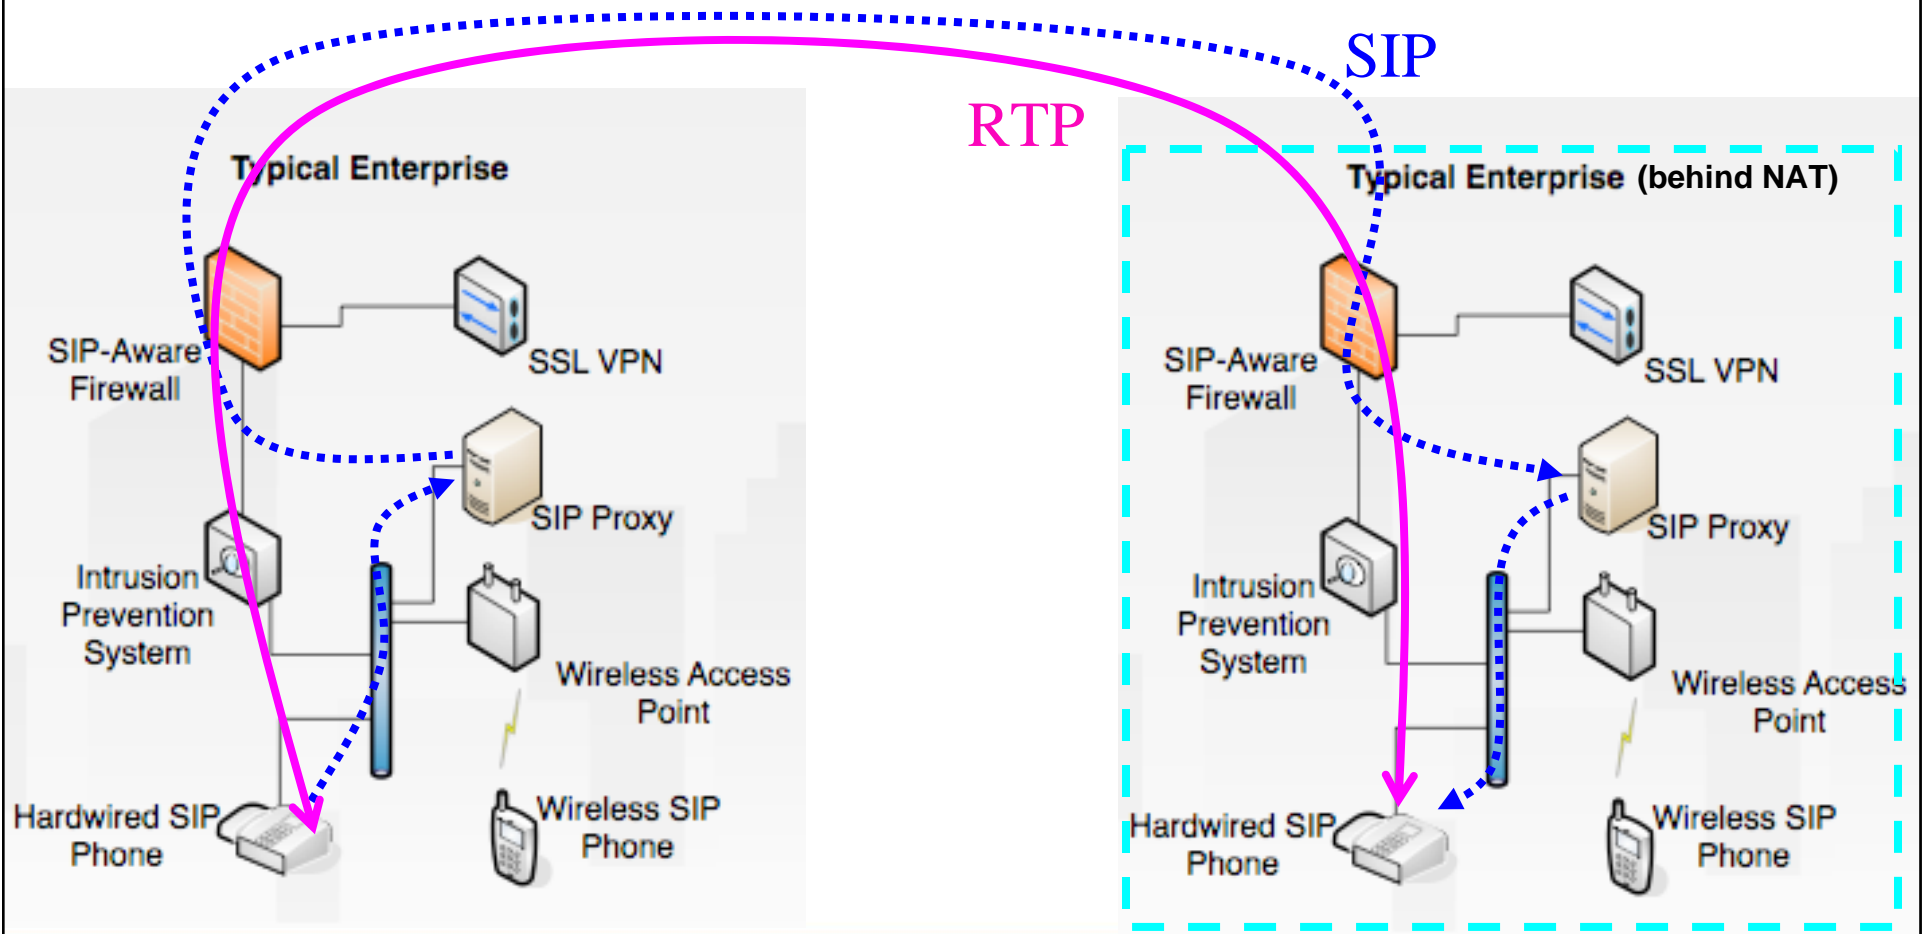 SIP
RTP
Typical Enterprise
SIP-Aware
Firewall
SSL VPN
SIP Proxy
Intrusion
Prevention
System
Wireless Access
Point
Hardwired SIP
Phone
Wireless SIP
Phone
Typical Enterprise (behind NAT)
SIP-Aware
Firewall
SSL VPN
SIP Proxy
Intrusion
Prevention
System
Wireless Access
Point
Hardwired SIP
Phone
Wireless SIP
Phone